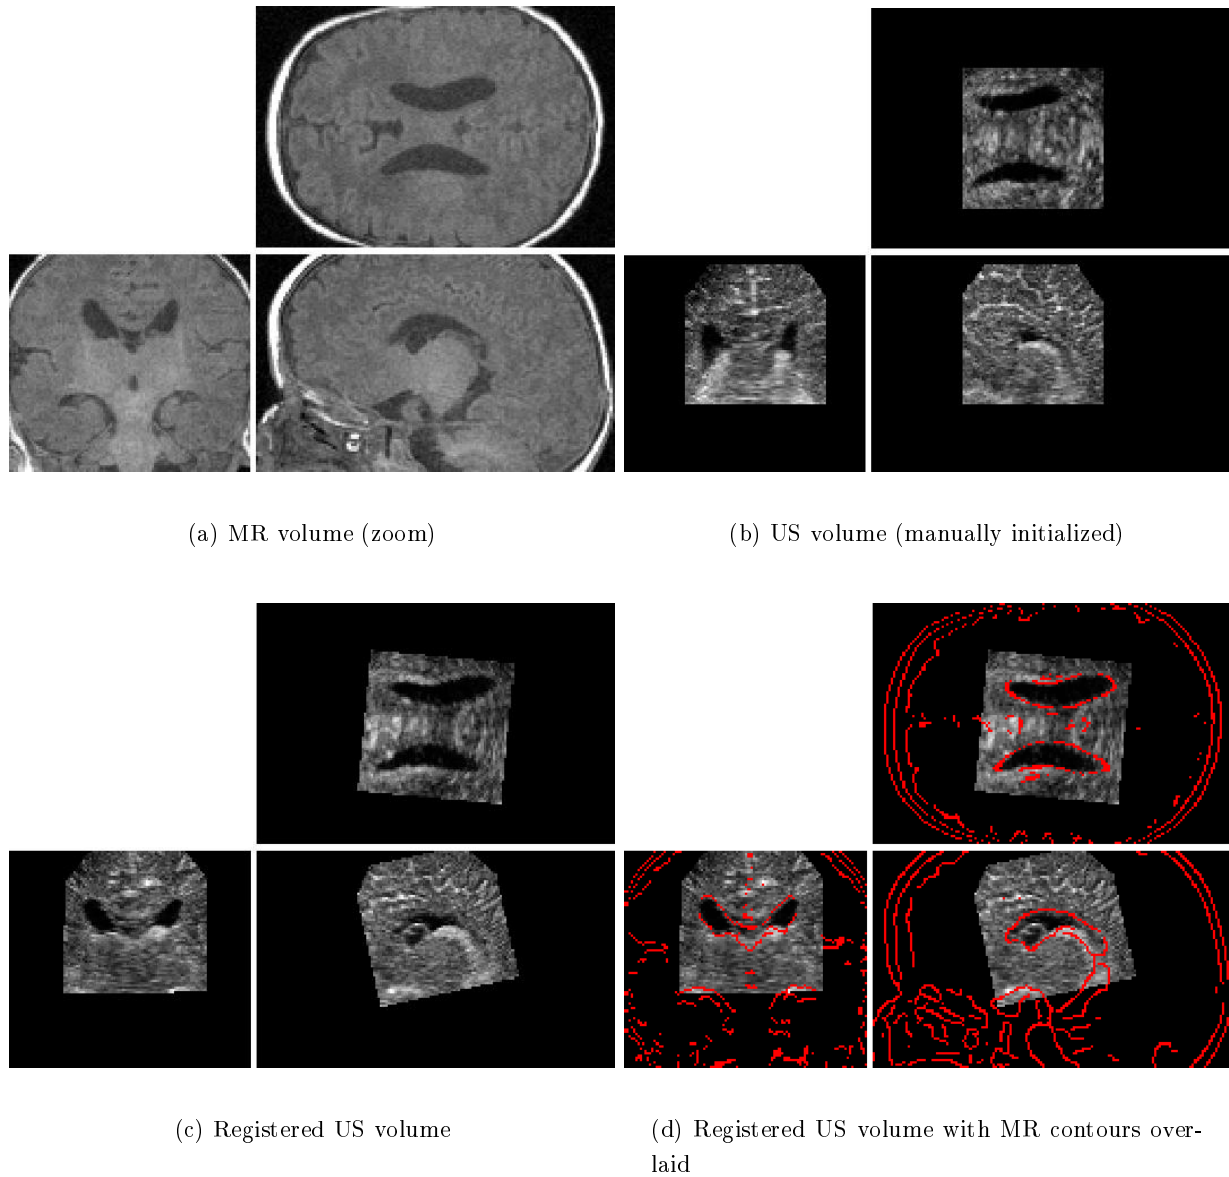 (a) MR volume (zoom)
(b) US volume (manually initialized)
(c) Registered US volume
(d) Registered US volume with MR contours over-
laid